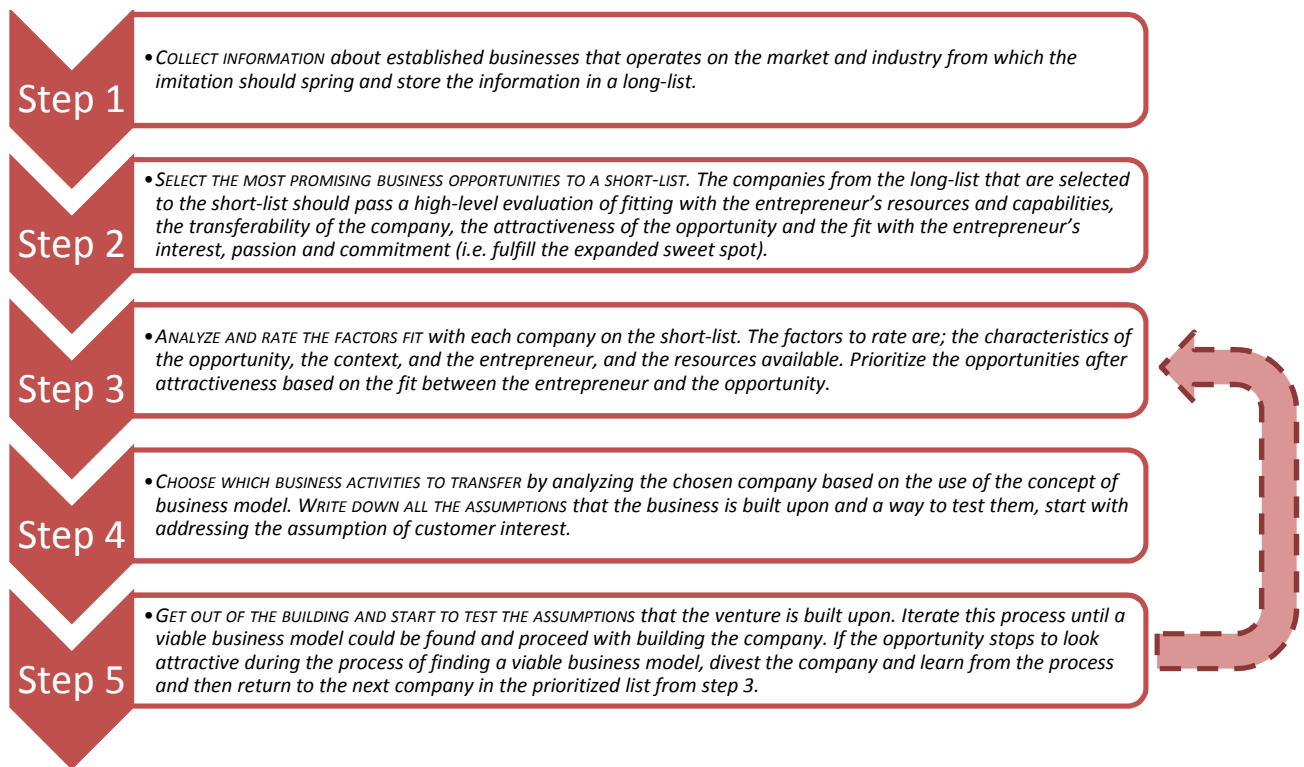 Step 1
•COLLECT INFORMATION about established businesses that operates on the market and industry from which the
imitation should spring and store the information in a long-list.
Step 2
•SELECT THE MOST PROMISING BUSINESS OPPORTUNITIES TO A SHORT-LIST. The companies from the long-list that are selected
to the short-list should pass a high-level evaluation of fitting with the entrepreneur's resources and capabilities,
the transferability of the company, the attractiveness of the opportunity and the fit with the entrepreneur's
interest, passion and commitment (i.e. fulfill the expanded sweet spot).
Step 3
•ANALYZE AND RATE THE FACTORS FIT with each company on the short-list. The factors to rate are; the characteristics of
the opportunity, the context, and the entrepreneur, and the resources available. Prioritize the opportunities after
attractiveness based on the fit between the entrepreneur and the opportunity.
Step 4
•CHOOSE WHICH BUSINESS ACTIVITIES TO TRANSFER by analyzing the chosen company based on the use of the concept of
business model. WRITE DOWN ALL THE ASSUMPTIONS that the business is built upon and a way to test them, start with
addressing the assumption of customer interest.
Step 5
•GET OUT OF THE BUILDING AND START TO TEST THE ASSUMPTIONS that the venture is built upon. Iterate this process until a
viable business model could be found and proceed with building the company. If the opportunity stops to look
attractive during the process of finding a viable business model, divest the company and learn from the process
and then return to the next company in the prioritized list from step 3.